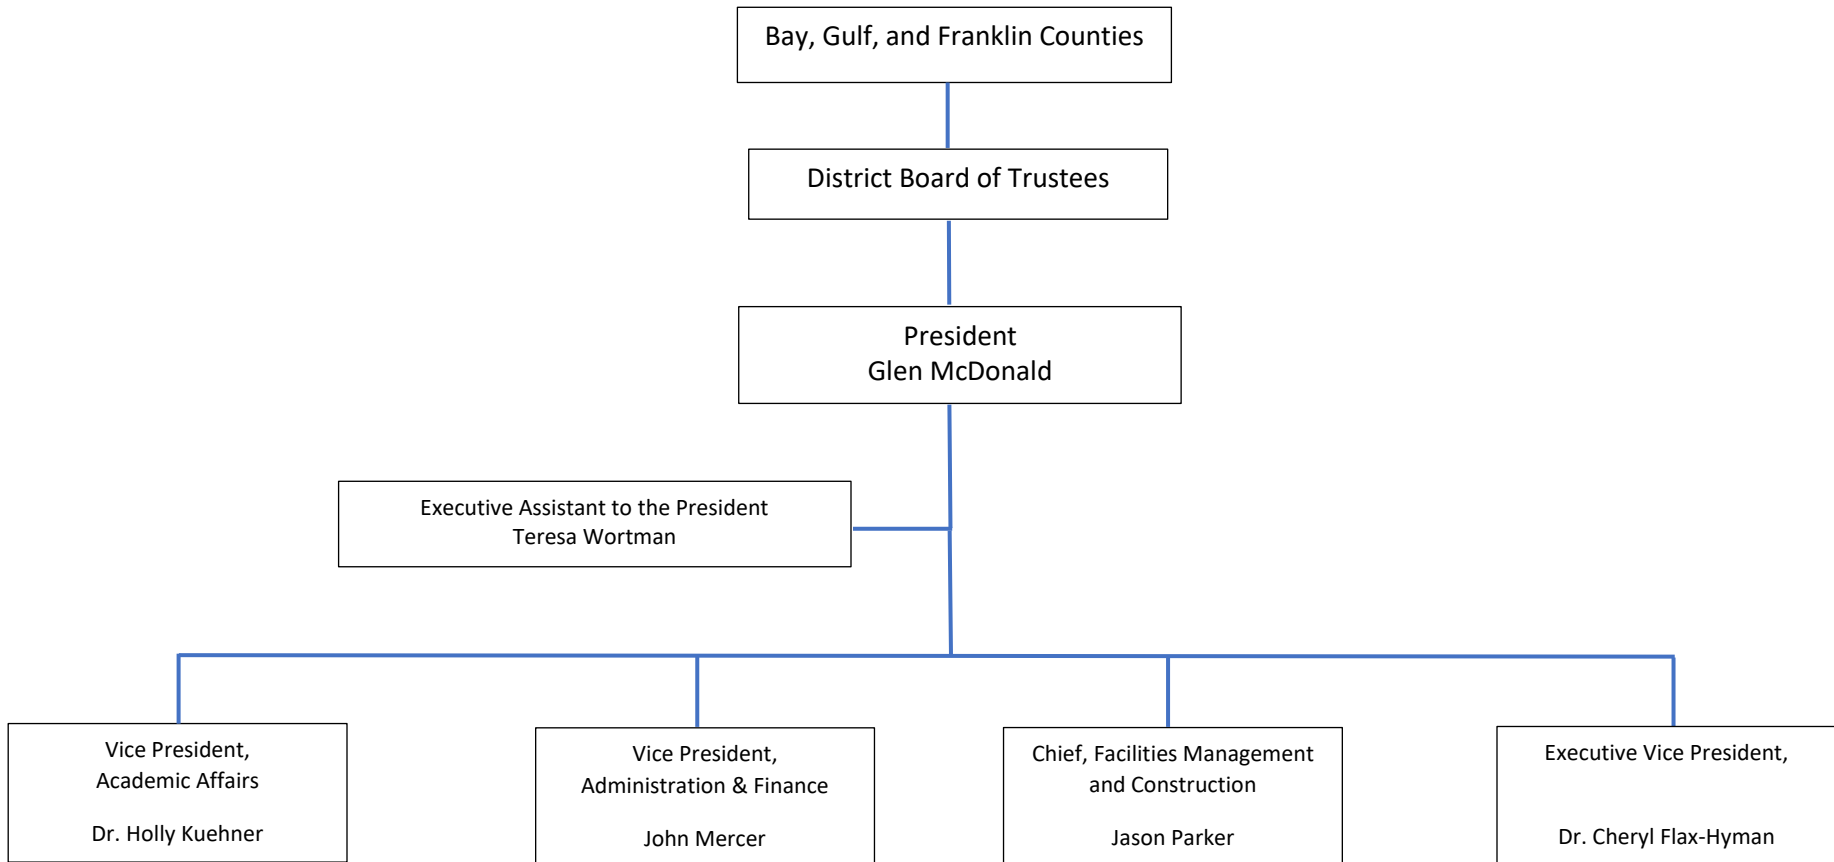 Bay, Gulf, and Franklin Counties
District Board of Trustees
President
Glen McDonald
Executive Assistant to the President
Teresa Wortman
Vice President,
Academic Affairs
Dr. Holly Kuehner
Vice President,
Administration & Finance
John Mercer
Chief, Facilities Management
and Construction
Jason Parker
Executive Vice President,
Dr. Cheryl Flax-Hyman